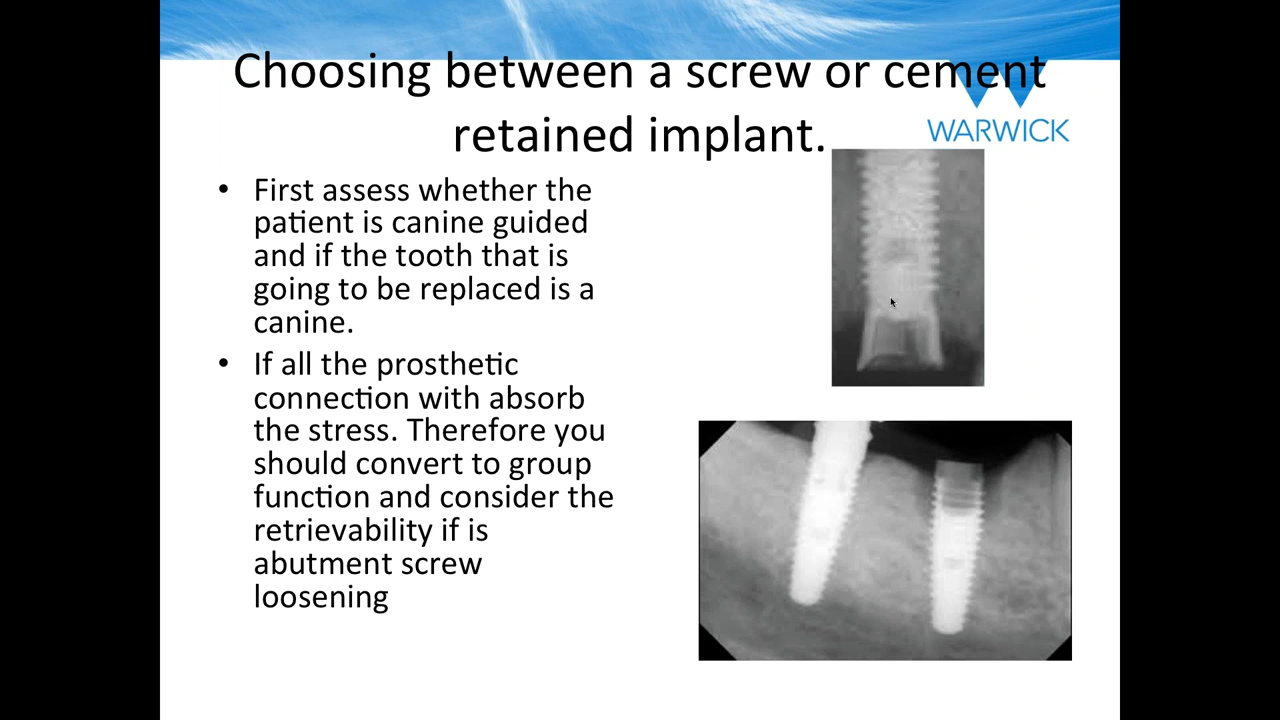 Choosing between a screw or cement
retained implant.
WARWICK
• First assess whether the
patient is canine guided
and if the tooth that is
going to be replaced is a
canine.
• If all the prosthetic
connection with absorb
the stress. Therefore you
should convert to group
function and consider the
retrievability if is
abutment screw
loosening